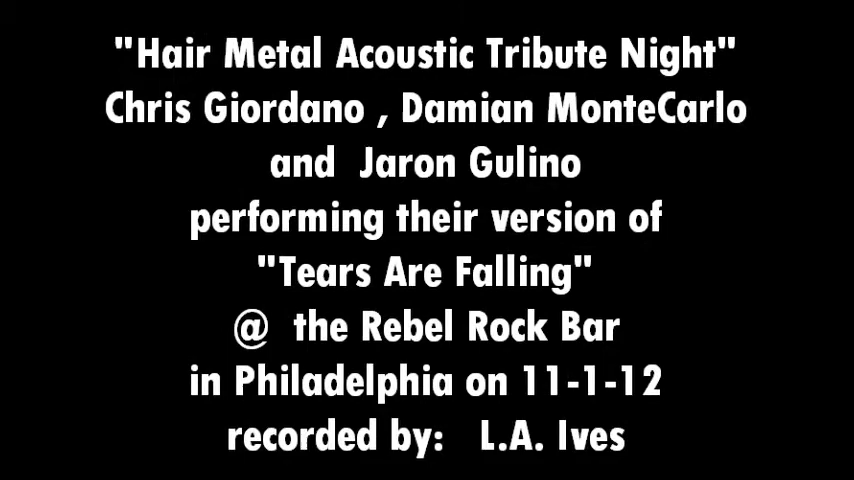 "Hair Metal Acoustic Tribute Night"
Chris Giordano , Damian MonteCarlo
and Jaron Gulino
performing their version of
"Tears Are Falling"
@ the Rebel Rock Bar
in Philadelphia on 11-1-12
recorded by: L.A. Ives